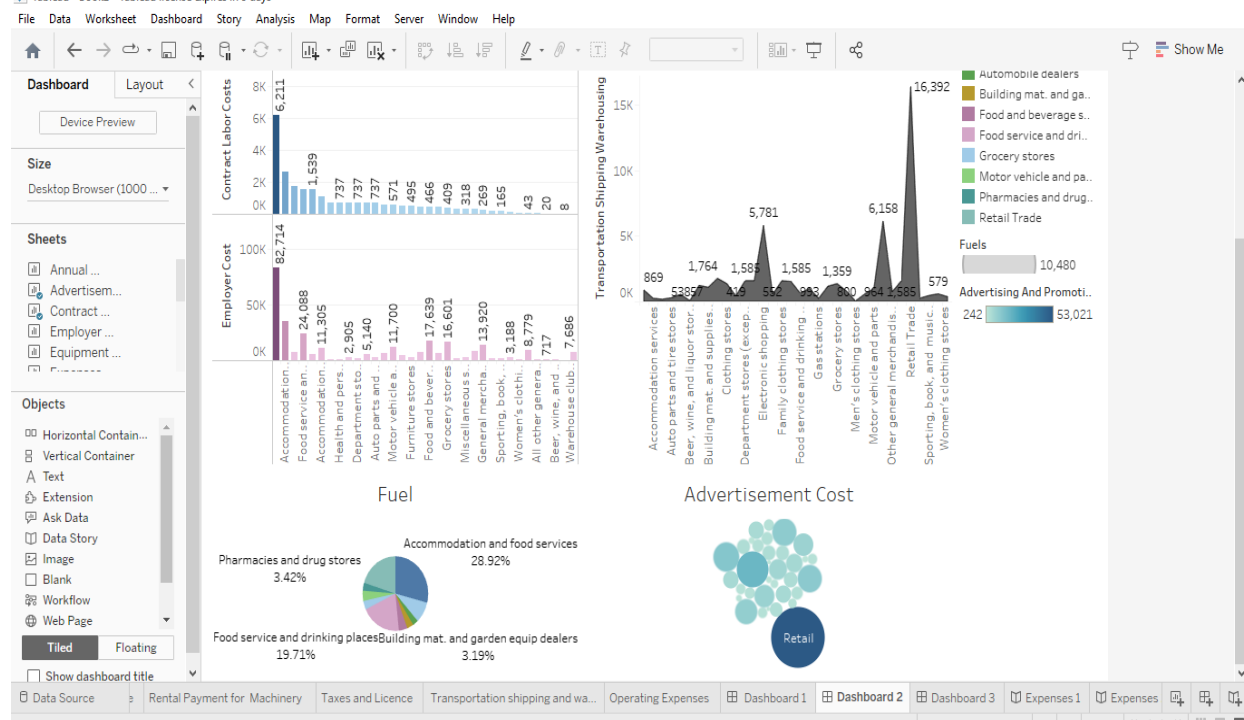 File Data Worksheet Dashboard Story Analysis Map Format Server Window Help
Show Me
Dashboard Layout
Device Preview
Size
Desktop Browser (1000 ...
Sheets
Annual ...
Advertisem...
Contract ...
Employer ...
Equipment ...
Objects
Horizontal Contain...
Vertical Container
Text
Extension
Ask Data
Data Story
Image
Blank
Workflow
Web Page
Tiled Floating
Show dashboard title
Contract Labor Costs
8K
6K
4K
2K
0K
6,211
1,539
737
737
737
571
495
466
409
318
269
165
43
20
8
Employer Cost
100K
50K
0K
82,714
24,088
11,305
2,905
5,140
11,700
17,639
16,601
13,920
3,188
8,779
717
7,686
Accommodation..
Food service an..
Accommodation..
Health and pers..
Department sto..
Auto parts and ..
Motor vehicle a..
Furniture stores
Food and bever..
Grocery stores
Miscellaneous s..
General mercha..
Sporting, book, ..
Women's clothi..
All other genera..
Beer, wine, and ..
Warehouse club..
Transportation Shipping Warehousing
15K
10K
5K
0K
869
538
1,764
419
1,585
5,781
552
1,585
993
1,359
800
6,158
964
1,585
16,392
579
Accommodation services
Auto parts and tire stores
Beer, wine, and liquor stor..
Building mat. and supplies..
Clothing stores
Department stores (excep..
Electronic shopping
Family clothing stores
Food service and drinking ..
Gas stations
Grocery stores
Men's clothing stores
Motor vehicle and parts
Other general merchandis..
Retail Trade
Sporting, book, and music..
Women's clothing stores
Automobile dealers
Building mat. and ga..
Food and beverage s..
Food service and dri..
Grocery stores
Motor vehicle and pa..
Pharmacies and drug..
Retail Trade
Fuels
10,480
Advertising And Promoti..
242 53,021
Fuel
Accommodation and food services
28.92%
Pharmacies and drug stores
3.42%
Food service and drinking places
19.71%
Building mat. and garden equip dealers
3.19%
Advertisement Cost
Retail
Data Source
Rental Payment for Machinery
Taxes and Licence
Transportation shipping and wa...
Operating Expenses
Dashboard 1
Dashboard 2
Dashboard 3
Expenses 1
Expenses